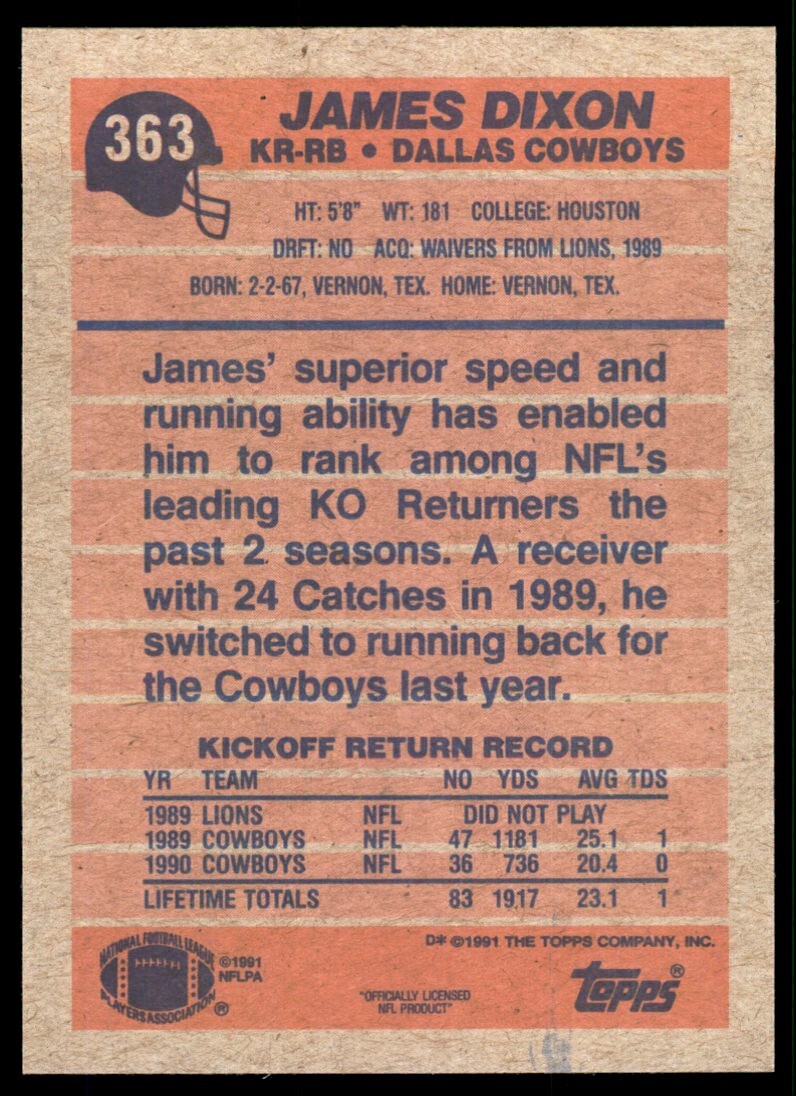 363
JAMES DIXON
KR-RB • DALLAS COWBOYS
HT: 5'8" WT: 181 COLLEGE: HOUSTON
DRFT: NO ACQ: WAIVERS FROM LIONS, 1989
BORN: 2-2-67, VERNON, TEX. HOME: VERNON, TEX.
James' superior speed and
running ability has enabled
him to rank among NFL's
leading KO Returners the
past 2 seasons. A receiver
with 24 Catches in 1989, he
switched to running back for
the Cowboys last year.
KICKOFF RETURN RECORD
YR TEAM NO YDS AVG TDS
1989 LIONS NFL DID NOT PLAY
1989 COWBOYS NFL 47 1181 25.1 1
1990 COWBOYS NFL 36 736 20.4 0
LIFETIME TOTALS 83 1917 23.1 1
D* ©1991 THE TOPPS COMPANY, INC.
NATIONAL FOOTBALL LEAGUE
PLAYERS ASSOCIATION ®
©1991
NFLPA
"OFFICIALLY LICENSED
NFL PRODUCT"
topps®